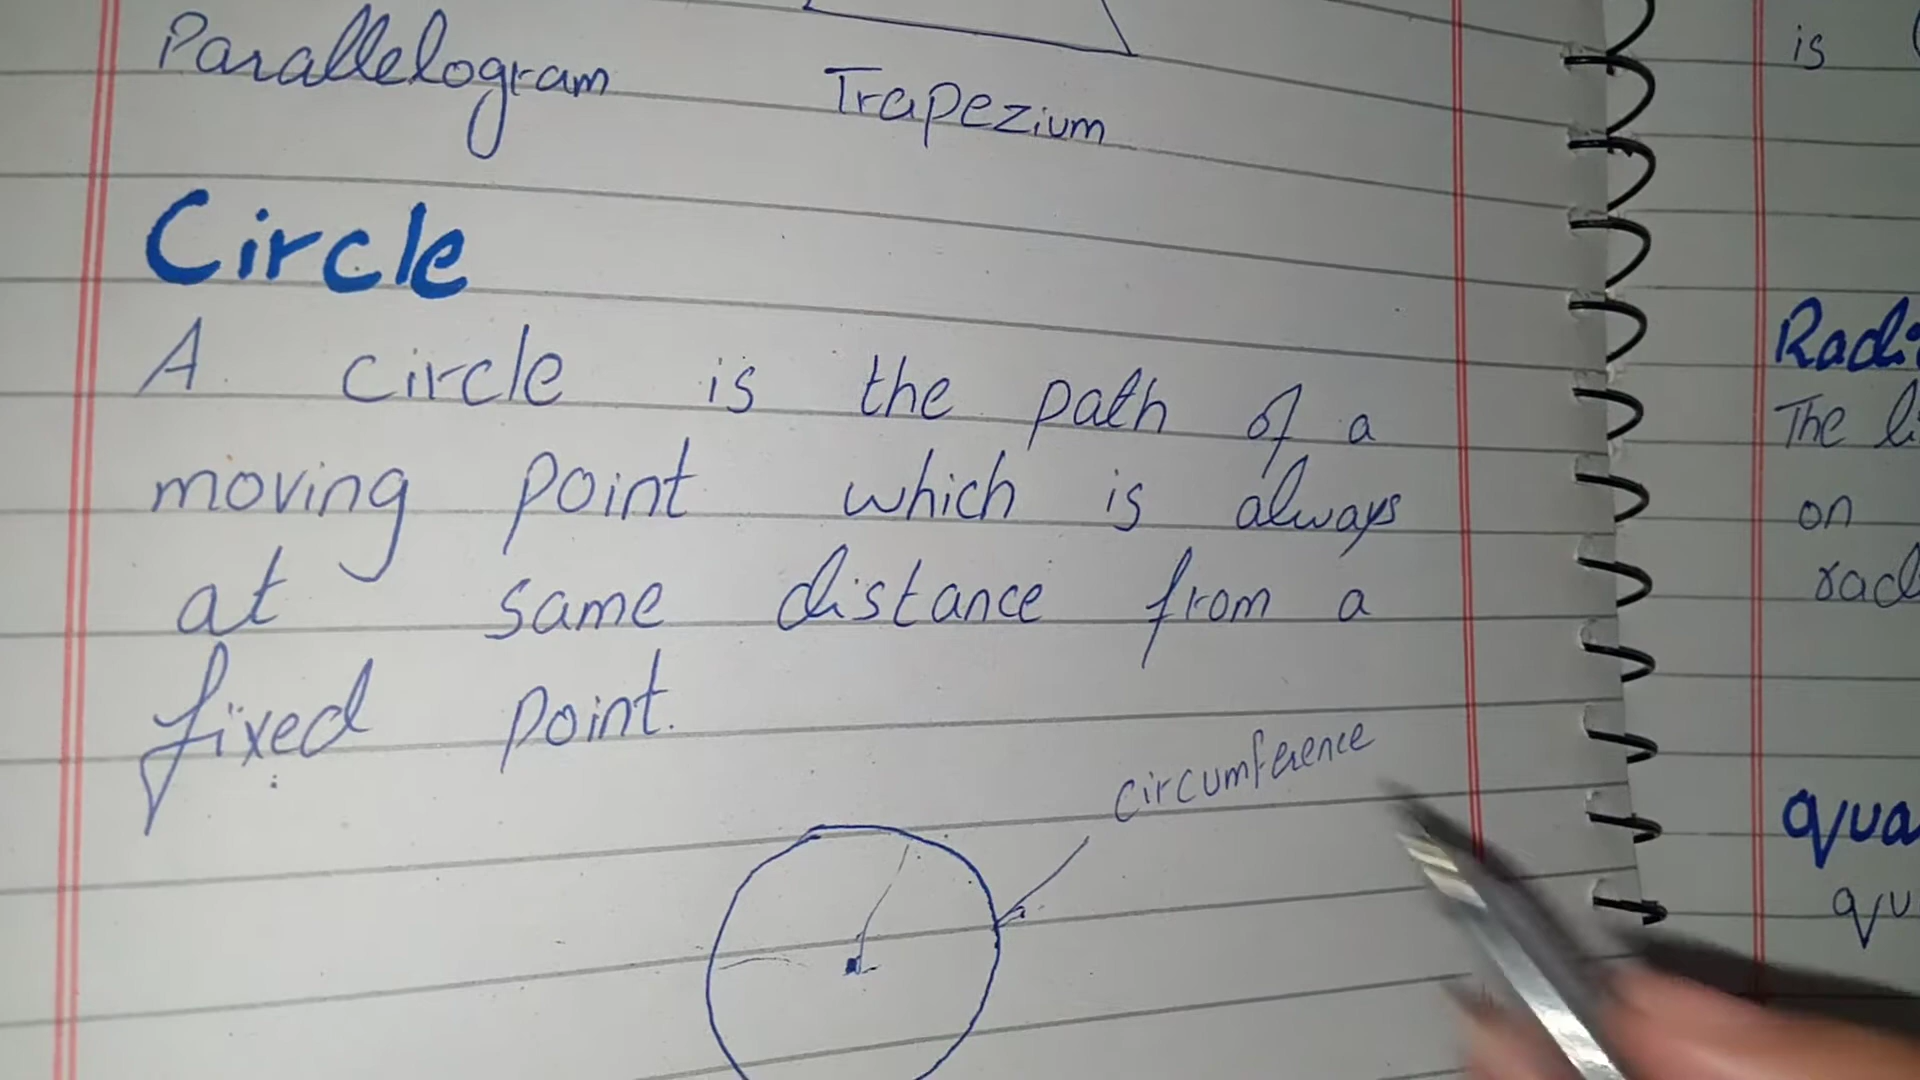 Parallelogram Trapezium
Circle
A circle is the path of a
moving point which is always
at same distance from a
fixed point.
circumference
is
The
on